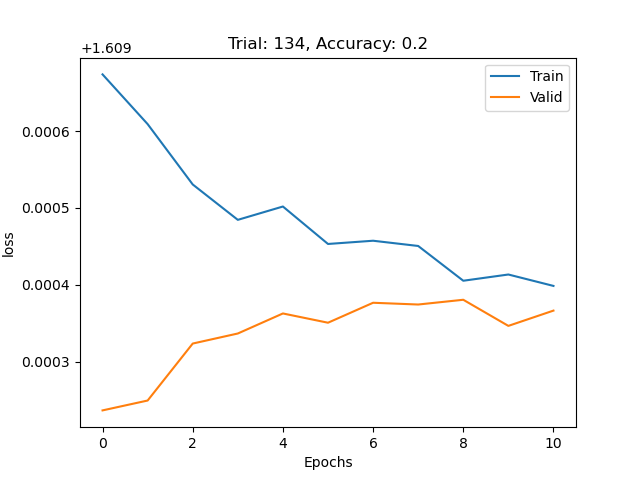 Trial: 134, Accuracy: 0.2
+1.609
Train
Valid
0.0006
0.0005
0.0004
0.0003
loss
0 2 4 6 8 10
Epochs